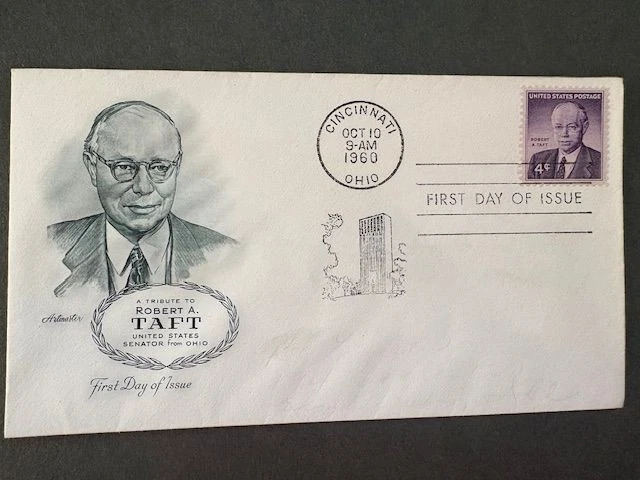 CINCINNATI
OCT 10
9-AM
1960
OHIO
UNITED STATES POSTAGE
ROBERT
A. TAFT
4¢
FIRST DAY OF ISSUE
Artmaster
A TRIBUTE TO
ROBERT A.
TAFT
UNITED STATES
SENATOR from OHIO
First Day of Issue